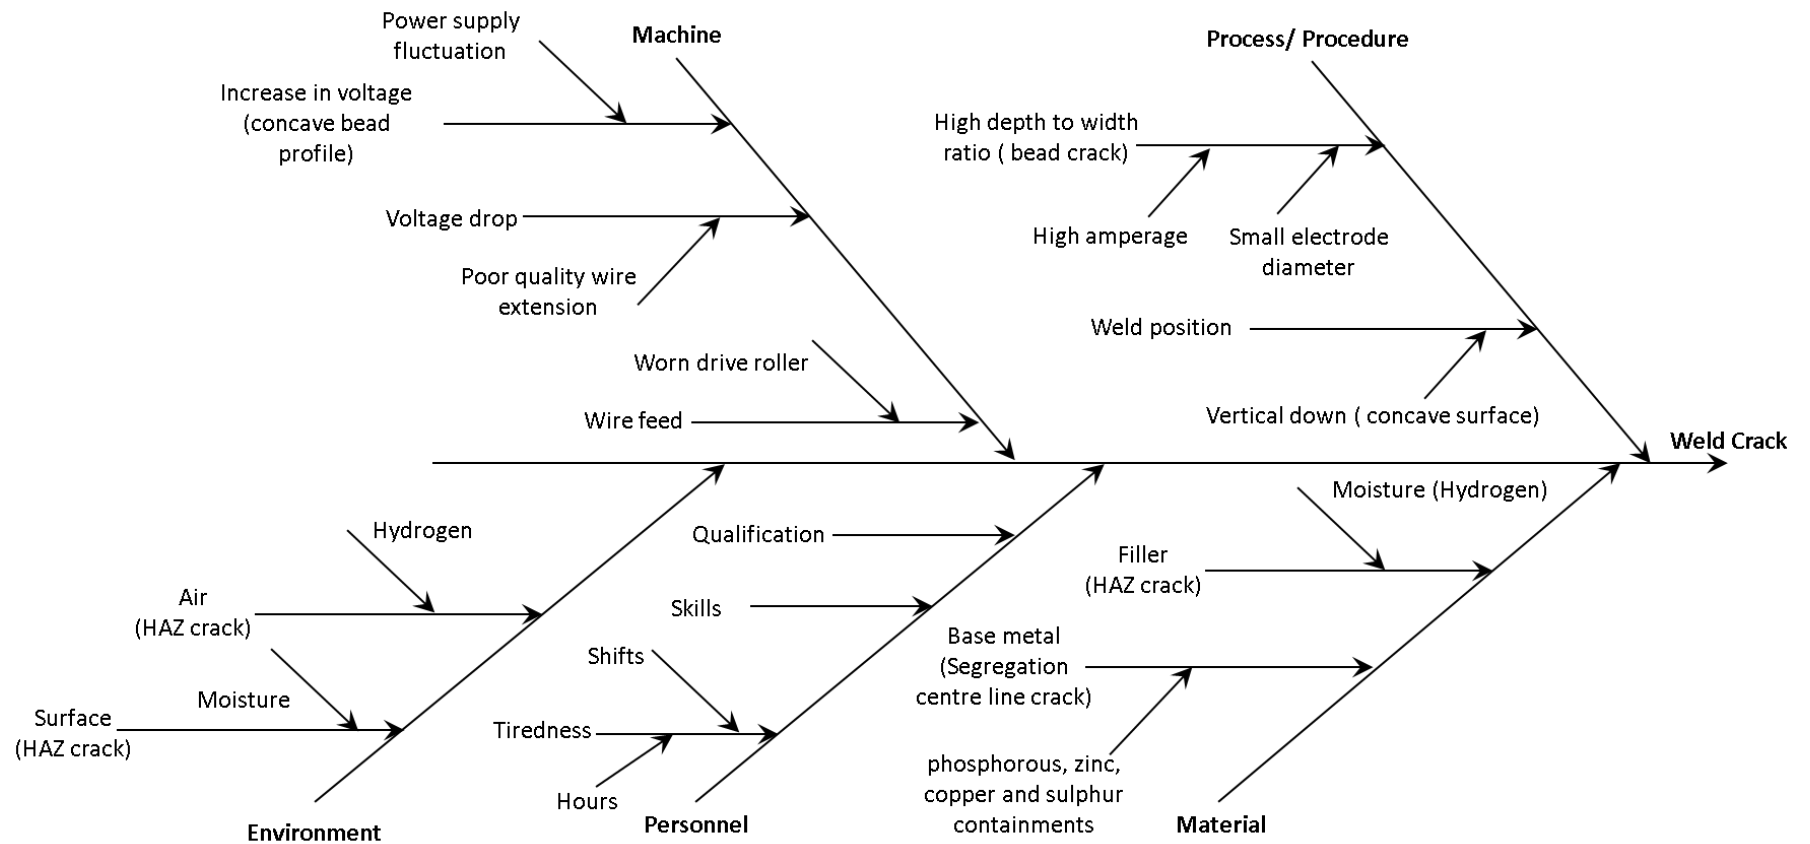 Power supply
fluctuation
Machine
Process/ Procedure
Increase in voltage
(concave bead
profile)
High depth to width
ratio ( bead crack)
Voltage drop
High amperage
Small electrode
diameter
Poor quality wire
extension
Weld position
Worn drive roller
Wire feed
Vertical down ( concave surface)
Weld Crack
Moisture (Hydrogen)
Hydrogen
Qualification
Filler
(HAZ crack)
Air
(HAZ crack)
Skills
Base metal
(Segregation
centre line crack)
Shifts
Moisture
Surface
(HAZ crack)
Tiredness
phosphorous, zinc,
copper and sulphur
containments
Hours
Environment
Personnel
Material